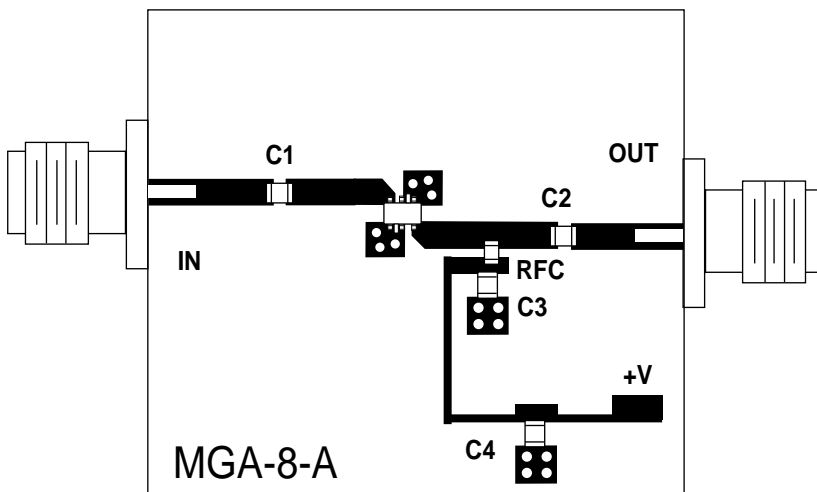 C1
OUT
C2
IN
RFC
C3
+V
C4
MGA-8-A